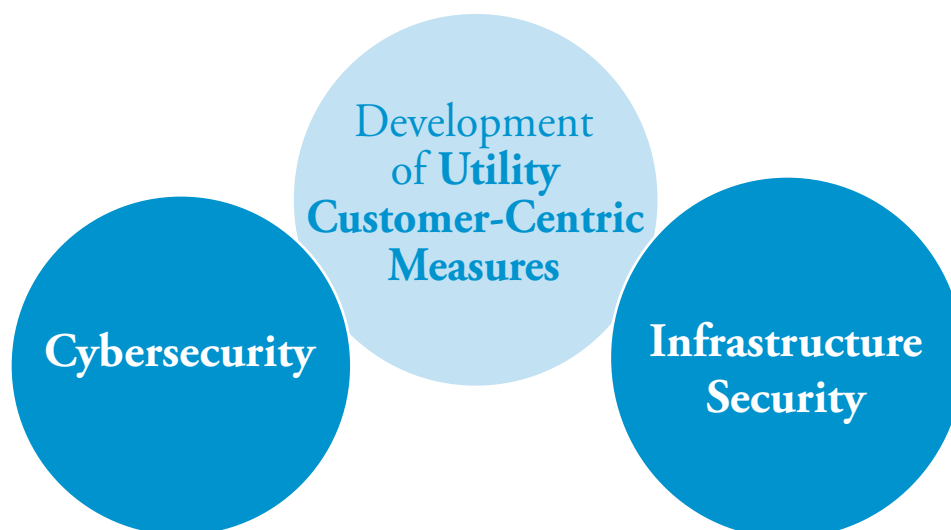 Development
of Utility
Customer-Centric
Measures
Cybersecurity
Infrastructure
Security